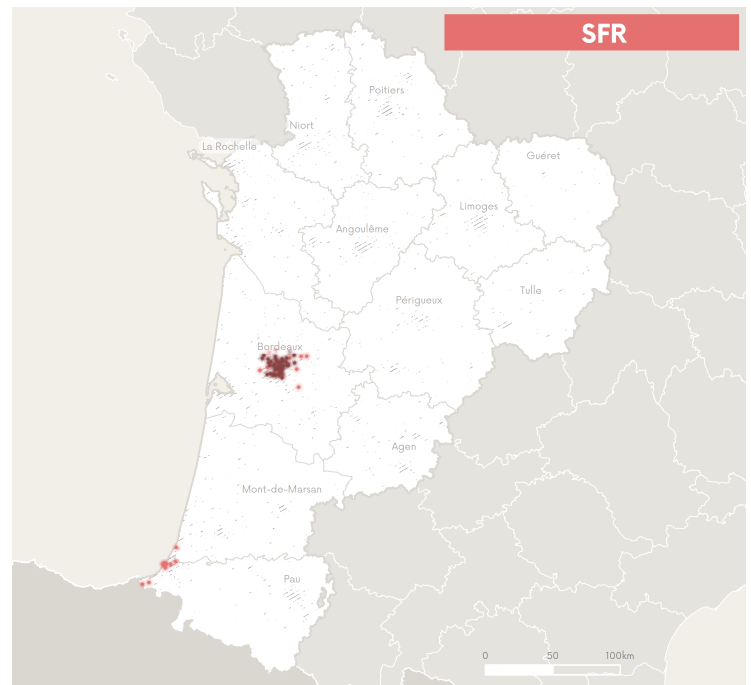 SFR
Poitiers
Niort
La Rochelle
Guéret
Limoges
Angoulême
Tulle
Périgueux
Bordeaux
Agen
Mont-de-Marsan
Pau
0 50 100km